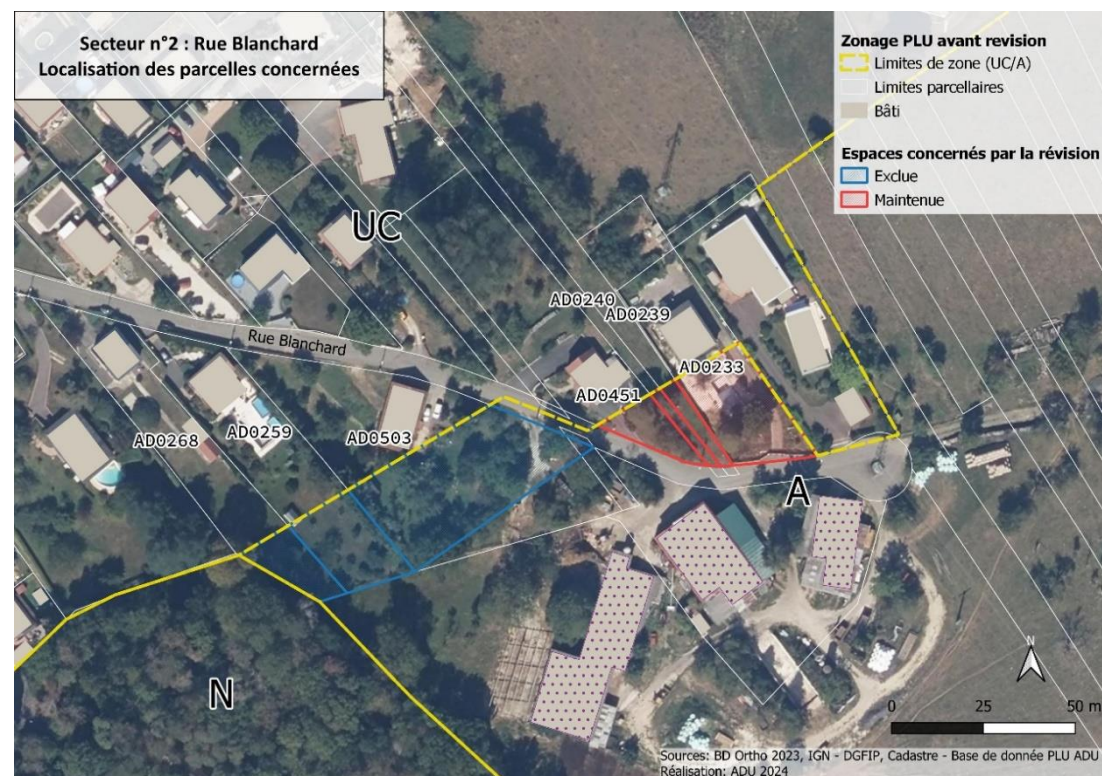 Secteur n°2 : Rue Blanchard
Localisation des parcelles concernées
Zonage PLU avant revision
Limites de zone (UC/A)
Limites parcellaires
Bâti
Espaces concernés par la révision
Exclue
Maintenue
UC
AD0240
AD0239
Rue Blanchard
AD0233
AD0451
AD0268
AD0259
AD0503
A
N
N
0 25 50 m
Sources: BD Ortho 2023, IGN - DGFIP, Cadastre - Base de donnée PLU ADU
Réalisation: ADU 2024